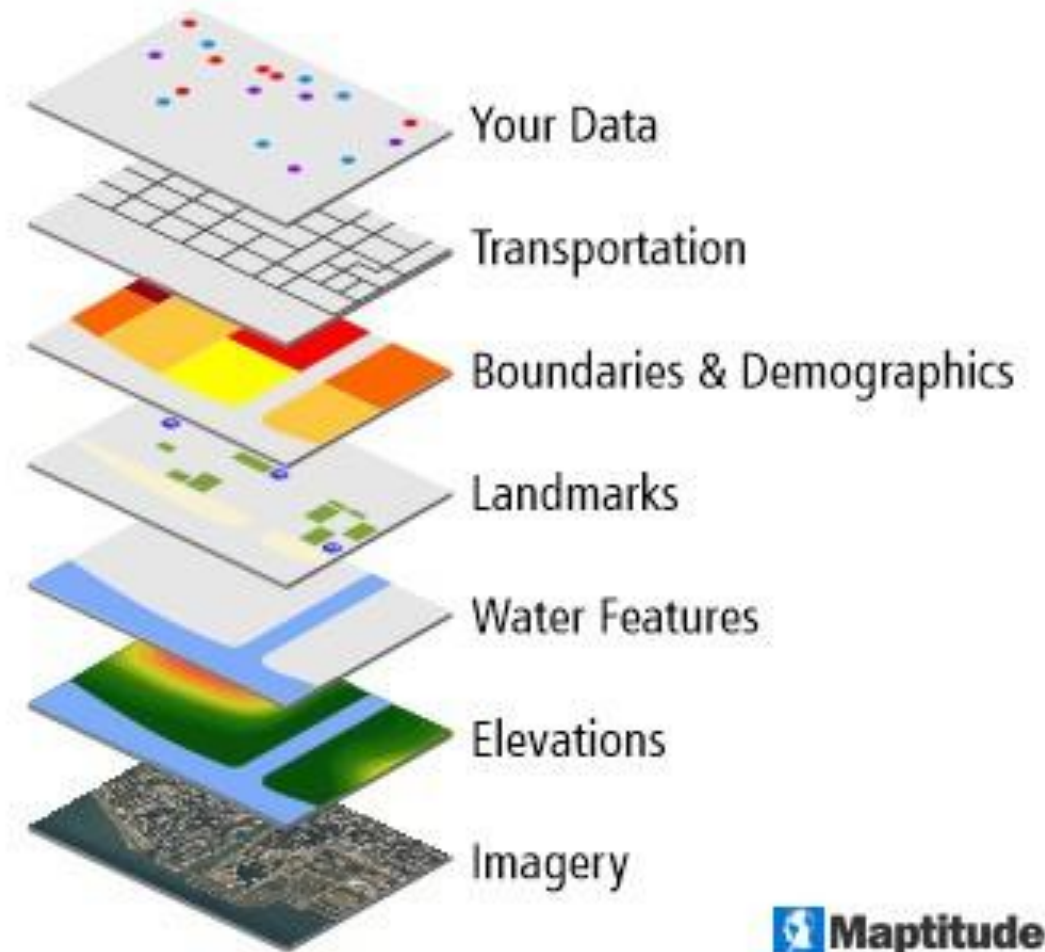 Your Data
Transportation
Boundaries & Demographics
Landmarks
Water Features
Elevations
Imagery
Maptitude